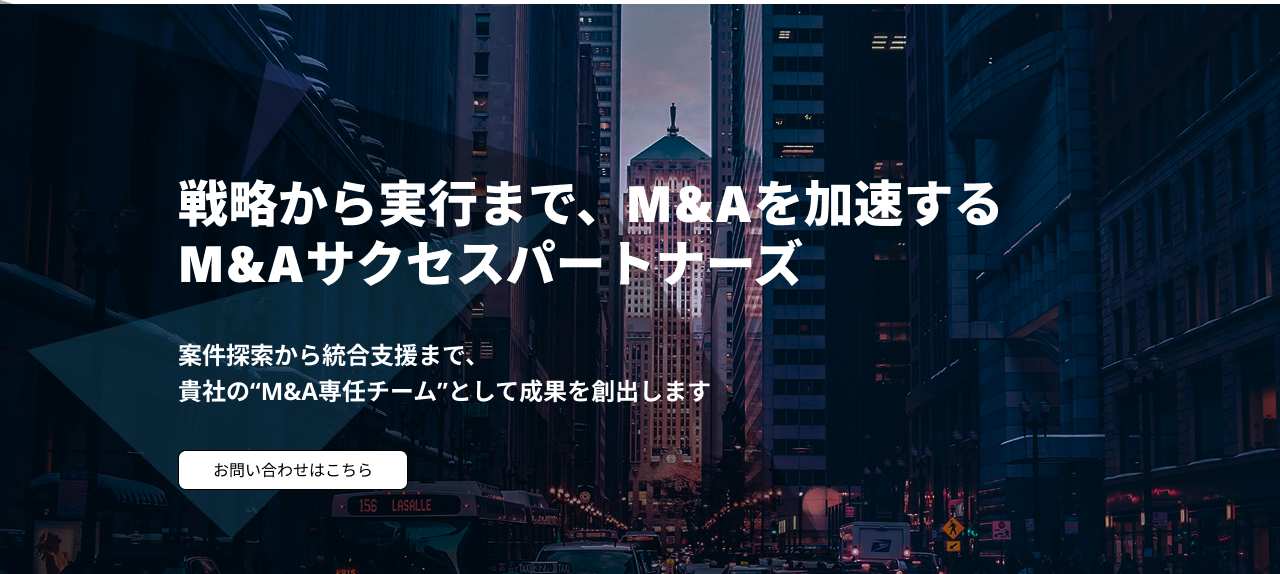 戦略から実行まで、M&Aを加速する
M&Aサクセスパートナーズ
案件探索から統合支援まで、
貴社の“M&A専任チーム”として成果を創出します
お問い合わせはこちら
156 LASALLE
TAXI 3270 TAXI